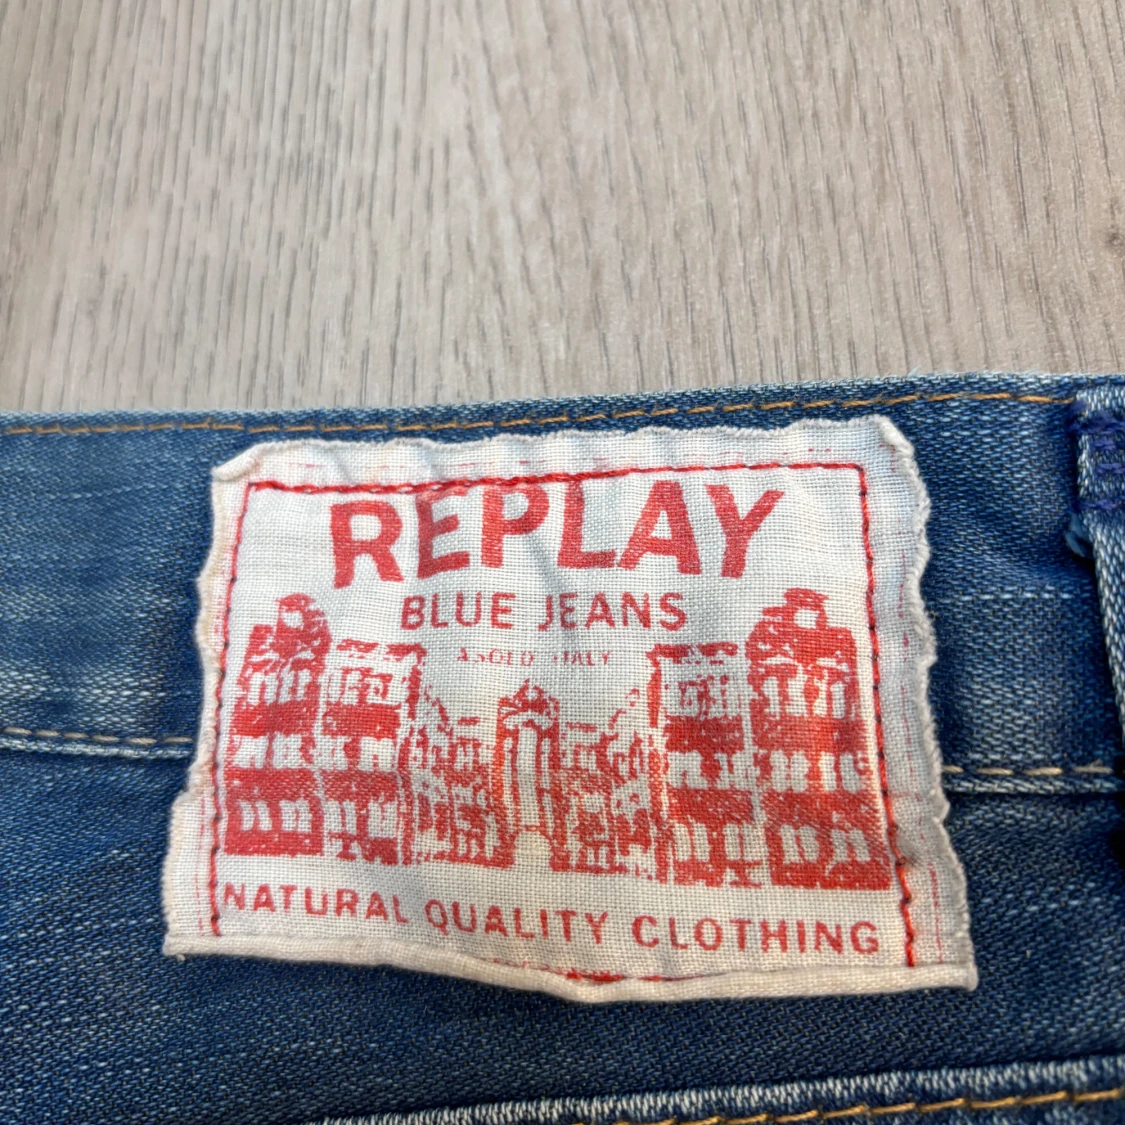 REPLAY
BLUE JEANS
ASOLO ITALY
NATURAL QUALITY CLOTHING